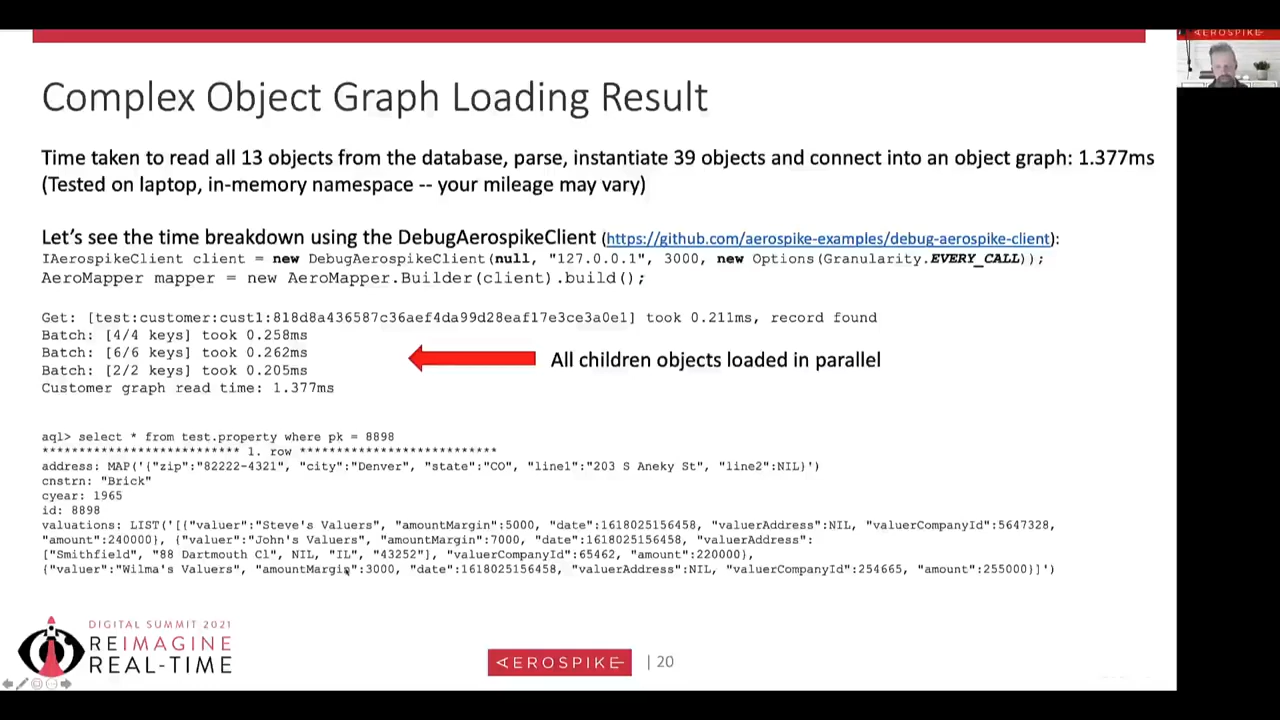 AEROSPIKE
Complex Object Graph Loading Result
Time taken to read all 13 objects from the database, parse, instantiate 39 objects and connect into an object graph: 1.377ms
(Tested on laptop, in-memory namespace -- your mileage may vary)
Let's see the time breakdown using the DebugAerospikeClient (https://github.com/aerospike-examples/debug-aerospike-client):
IAerospikeClient client = new DebugAerospikeClient(null, "127.0.0.1", 3000, new Options(Granularity.EVERY_CALL));
AeroMapper mapper = new AeroMapper.Builder(client).build();
Get: [test:customer:cust1:818d8a436587c36aef4da99d28eaf17e3ce3a0e1] took 0.211ms, record found
Batch: [4/4 keys] took 0.258ms
Batch: [6/6 keys] took 0.262ms
Batch: [2/2 keys] took 0.205ms
Customer graph read time: 1.377ms
All children objects loaded in parallel
aql> select * from test.property where pk = 8898
*************************** 1. row ***************************
address: MAP('{"zip":"82222-4321", "city":"Denver", "state":"CO", "line1":"203 S Aneky St", "line2":NIL}')
cnstrn: "Brick"
cyear: 1965
id: 8898
valuations: LIST('[{"valuer":"Steve's Valuers", "amountMargin":5000, "date":1618025156458, "valuerAddress":NIL, "valuerCompanyId":5647328,
"amount":240000}, {"valuer":"John's Valuers", "amountMargin":7000, "date":1618025156458, "valuerAddress":
["Smithfield", "88 Dartmouth Cl", NIL, "IL", "43252"], "valuerCompanyId":65462, "amount":220000},
{"valuer":"Wilma's Valuers", "amountMargin":3000, "date":1618025156458, "valuerAddress":NIL, "valuerCompanyId":254665, "amount":255000}]')
DIGITAL SUMMIT 2021
REIMAGINE
REAL-TIME
AEROSPIKE
| 20